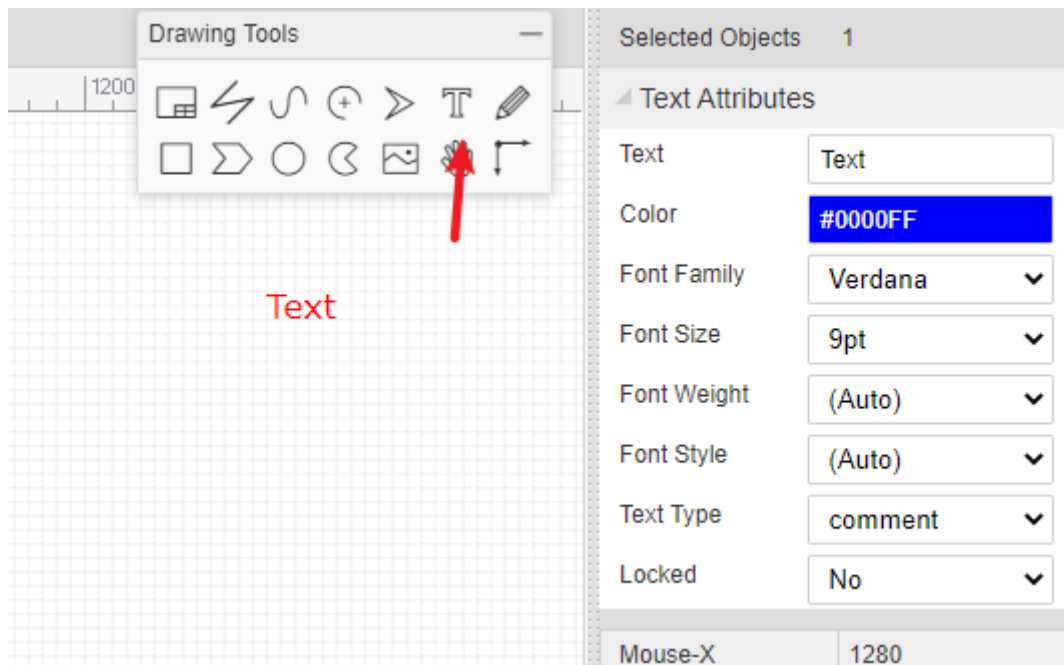 Drawing Tools
1200
Text
Selected Objects 1
Text Attributes
Text Text
Color #0000FF
Font Family Verdana
Font Size 9pt
Font Weight (Auto)
Font Style (Auto)
Text Type comment
Locked No
Mouse-X 1280